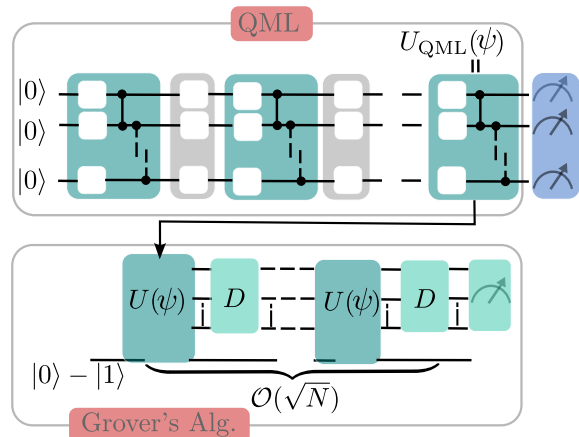 QML
U_QML(ψ)
|0⟩
|0⟩
|0⟩
U(ψ) D U(ψ) D
|0⟩ − |1⟩
𝒪(√N)
Grover's Alg.